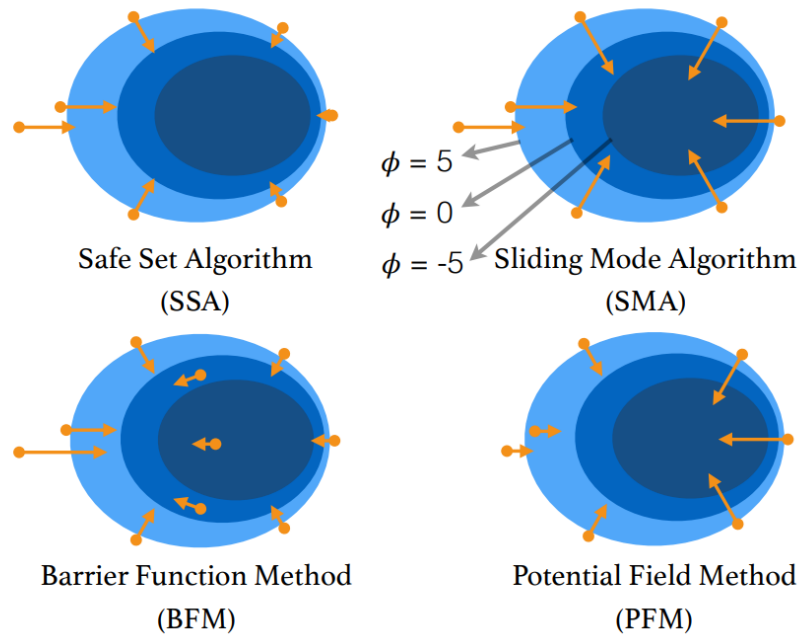 ϕ = 5
ϕ = 0
ϕ = -5
Safe Set Algorithm
(SSA)
Sliding Mode Algorithm
(SMA)
Barrier Function Method
(BFM)
Potential Field Method
(PFM)